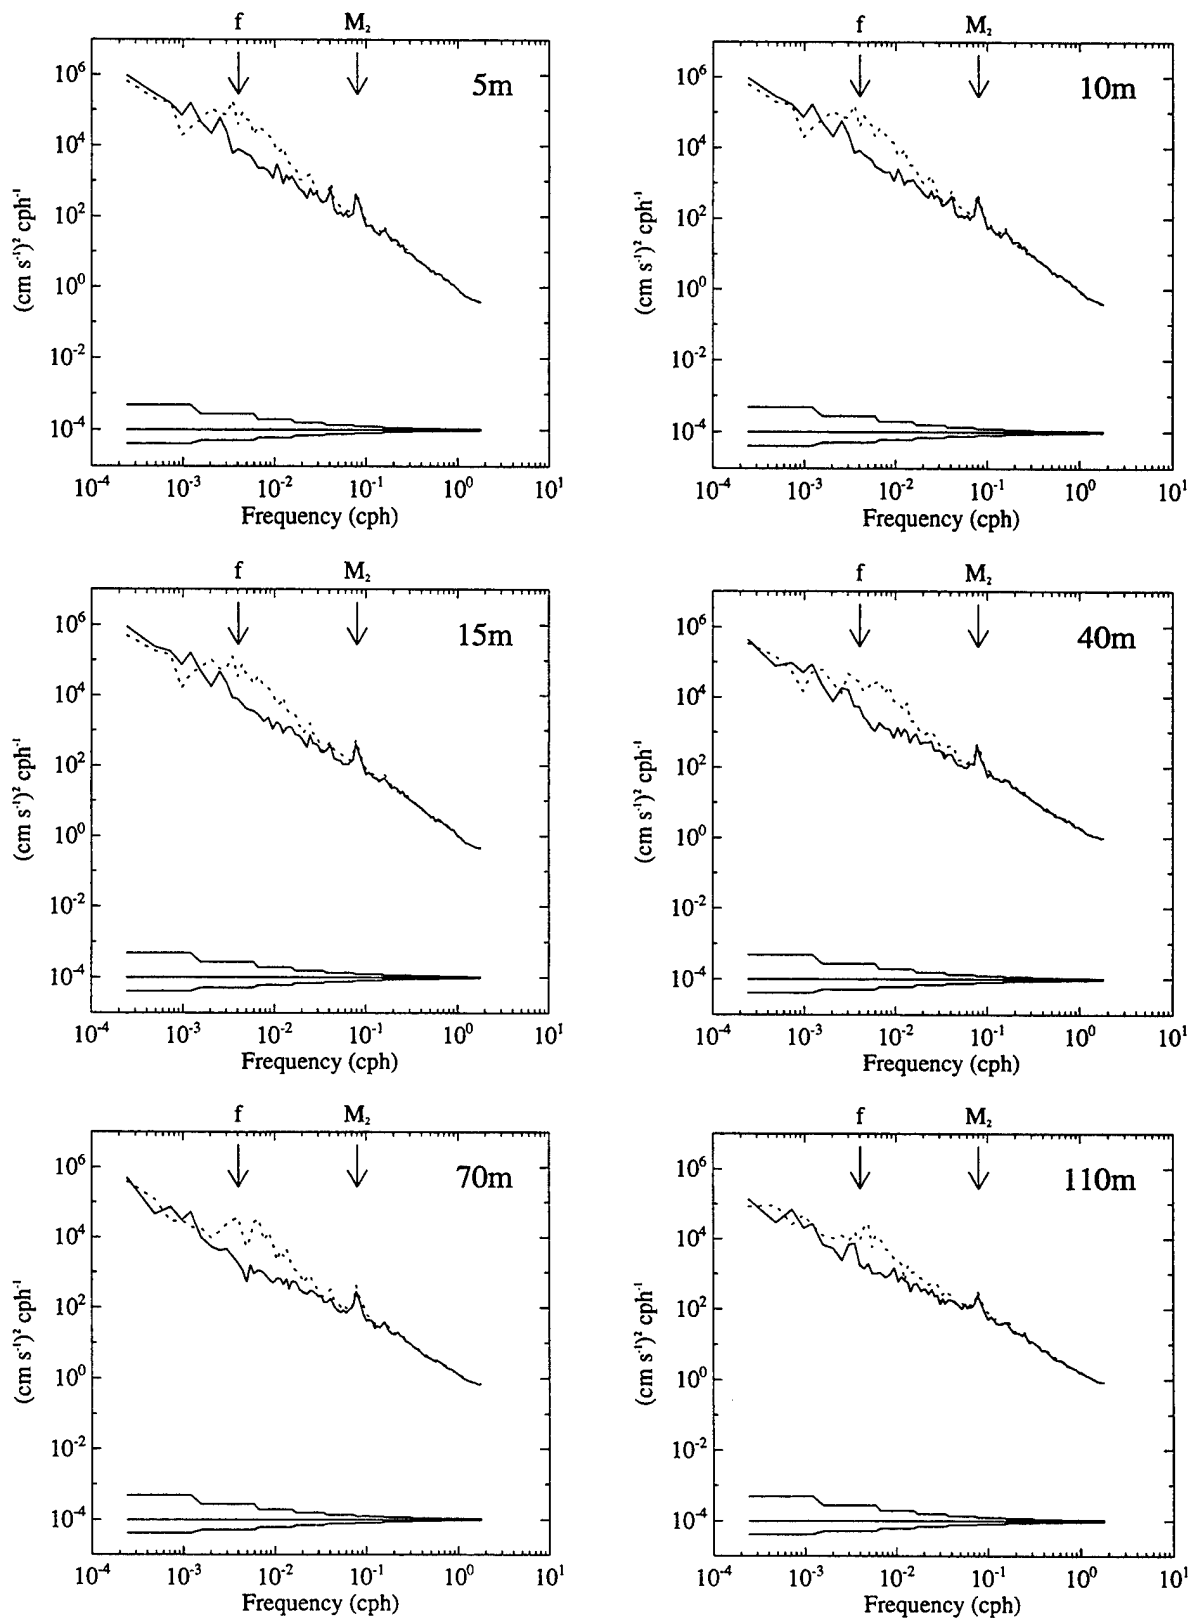 f M₂ f M₂
10⁶ 5m 10⁶ 10m
10⁴ 10⁴
10² 10²
10⁰ 10⁰
10⁻² 10⁻²
10⁻⁴ 10⁻⁴
((cm s⁻¹)² cph⁻¹ ((cm s⁻¹)² cph⁻¹
10⁻⁴ 10⁻³ 10⁻² 10⁻¹ 10⁰ 10¹ 10⁻⁴ 10⁻³ 10⁻² 10⁻¹ 10⁰ 10¹
Frequency (cph) Frequency (cph)
f M₂ f M₂
10⁶ 15m 10⁶ 40m
10⁴ 10⁴
10² 10²
10⁰ 10⁰
10⁻² 10⁻²
10⁻⁴ 10⁻⁴
((cm s⁻¹)² cph⁻¹ ((cm s⁻¹)² cph⁻¹
10⁻⁴ 10⁻³ 10⁻² 10⁻¹ 10⁰ 10¹ 10⁻⁴ 10⁻³ 10⁻² 10⁻¹ 10⁰ 10¹
Frequency (cph) Frequency (cph)
f M₂ f M₂
10⁶ 70m 10⁶ 110m
10⁴ 10⁴
10² 10²
10⁰ 10⁰
10⁻² 10⁻²
10⁻⁴ 10⁻⁴
((cm s⁻¹)² cph⁻¹ ((cm s⁻¹)² cph⁻¹
10⁻⁴ 10⁻³ 10⁻² 10⁻¹ 10⁰ 10¹ 10⁻⁴ 10⁻³ 10⁻² 10⁻¹ 10⁰ 10¹
Frequency (cph) Frequency (cph)